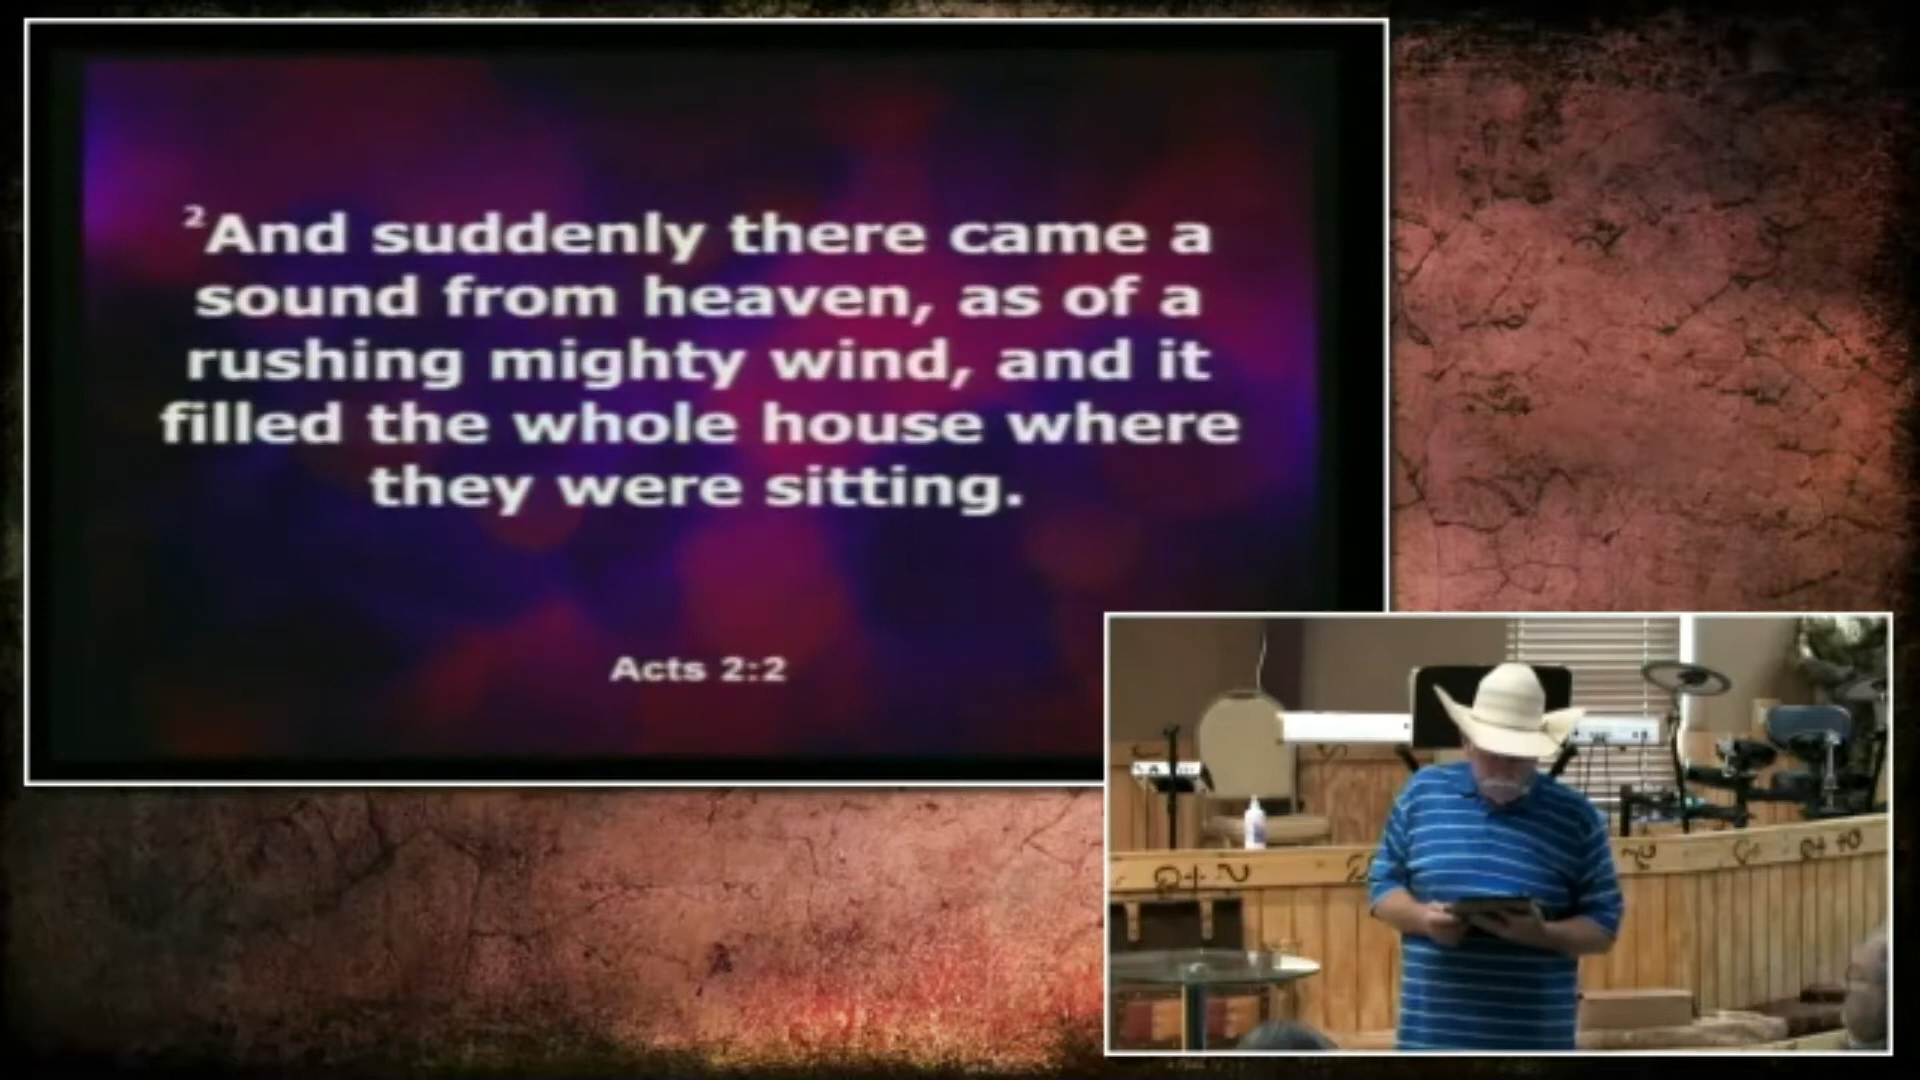 ²And suddenly there came a
sound from heaven, as of a
rushing mighty wind, and it
filled the whole house where
they were sitting.
Acts 2:2